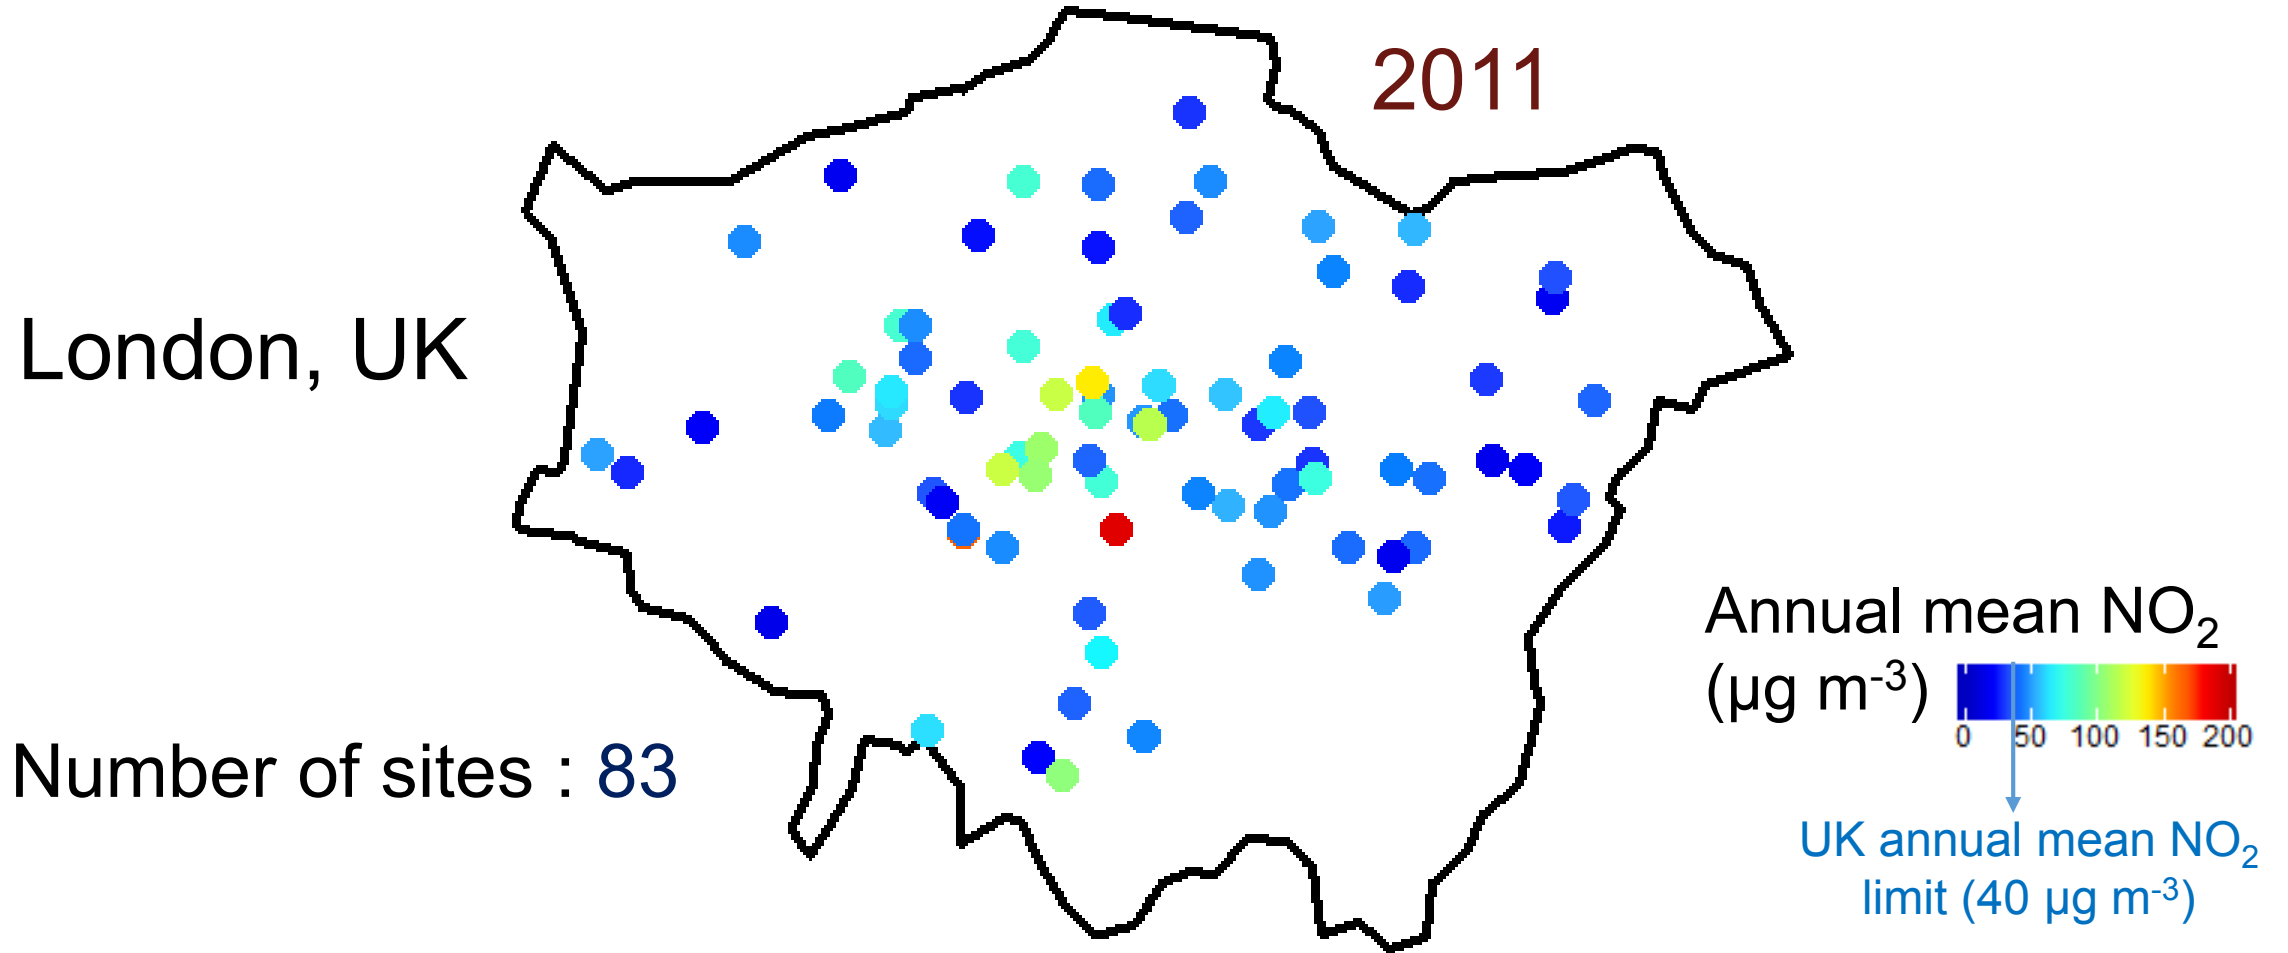 2011
London, UK
Number of sites : 83
Annual mean NO₂
(µg m⁻³)
0 50 100 150 200
UK annual mean NO₂
limit (40 µg m⁻³)